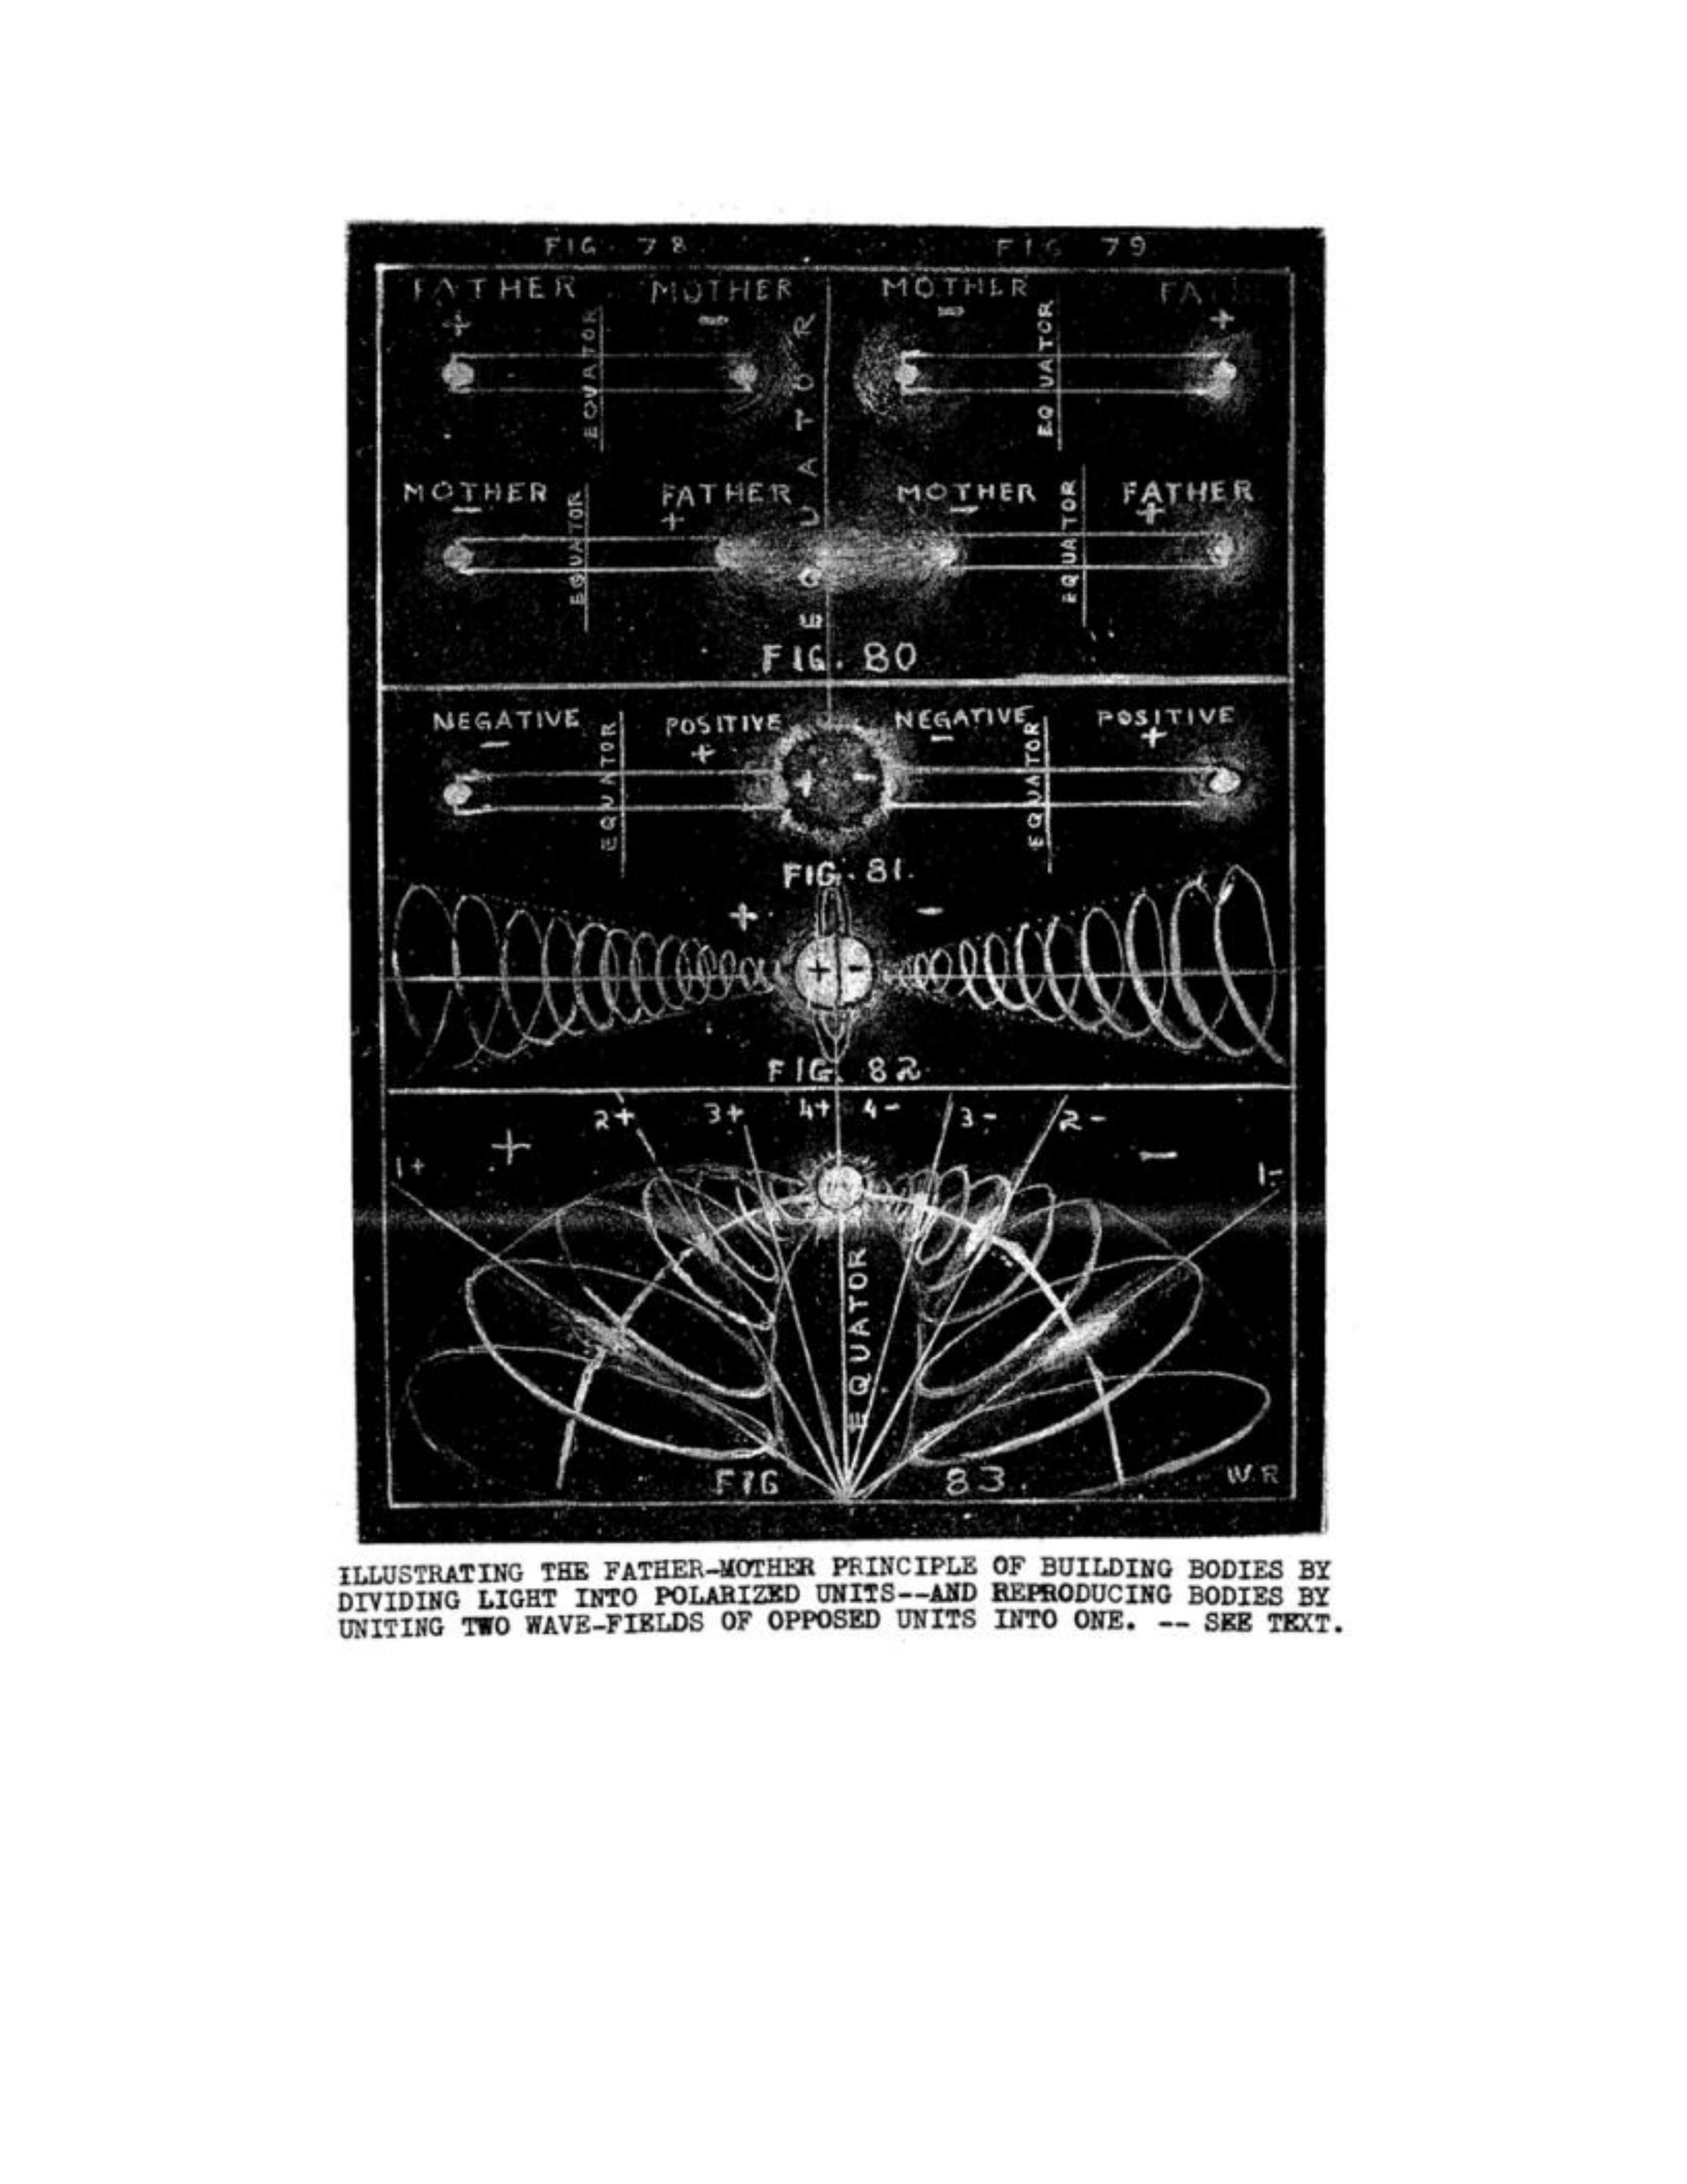 FIG. 78. FIG 79
FATHER MOTHER MOTHER FA
+ - - +
EQUATOR EQUATOR EQUATOR
MOTHER FATHER MOTHER FATHER
- + - +
EQUATOR EQUATOR
FIG. 80
NEGATIVE POSITIVE NEGATIVE POSITIVE
- + - +
EQUATOR + - EQUATOR
FIG. 81.
+ -
+ -
FIG. 82.
2+ 3+ 4+ 4- 3- 2-
1+ + - 1-
EQUATOR
FIG 83.
W.R
ILLUSTRATING THE FATHER-MOTHER PRINCIPLE OF BUILDING BODIES BY
DIVIDING LIGHT INTO POLARIZED UNITS--AND REPRODUCING BODIES BY
UNITING TWO WAVE-FIELDS OF OPPOSED UNITS INTO ONE. -- SEE TEXT.